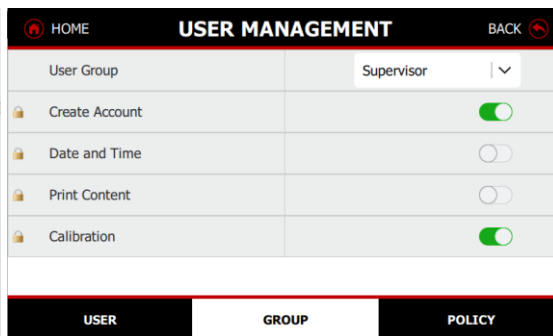 HOME USER MANAGEMENT BACK
User Group Supervisor
Create Account
Date and Time
Print Content
Calibration
USER GROUP POLICY